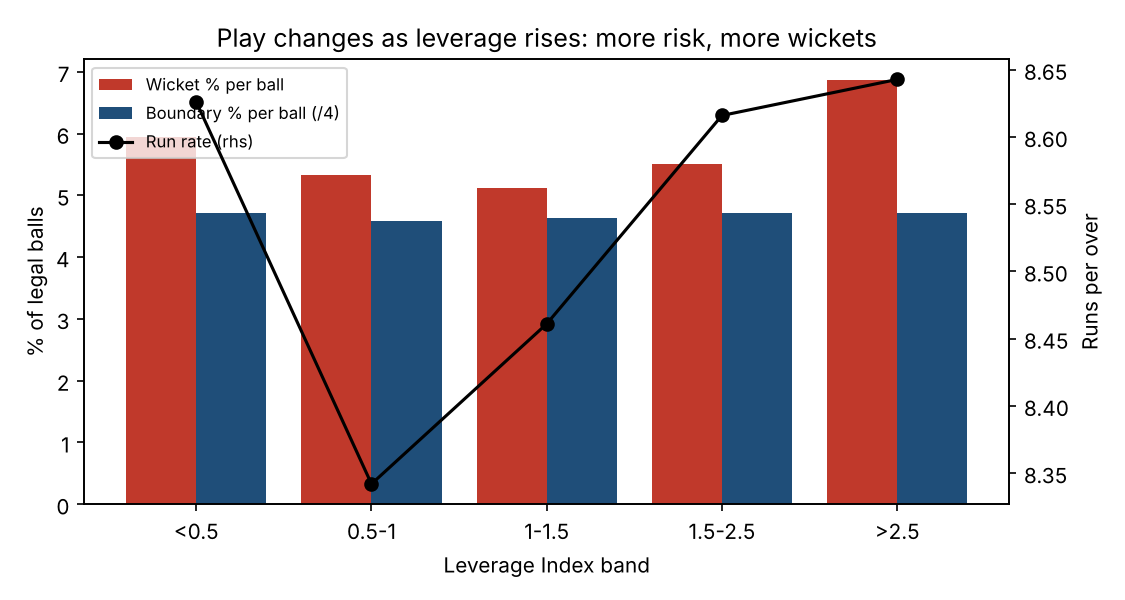 Play changes as leverage rises: more risk, more wickets
Wicket % per ball
Boundary % per ball (/4)
Run rate (rhs)
% of legal balls
7
6
5
4
3
2
1
0
8.65
8.60
8.55
8.50
8.45
8.40
8.35
Runs per over
<0.5
0.5-1
1-1.5
1.5-2.5
>2.5
Leverage Index band